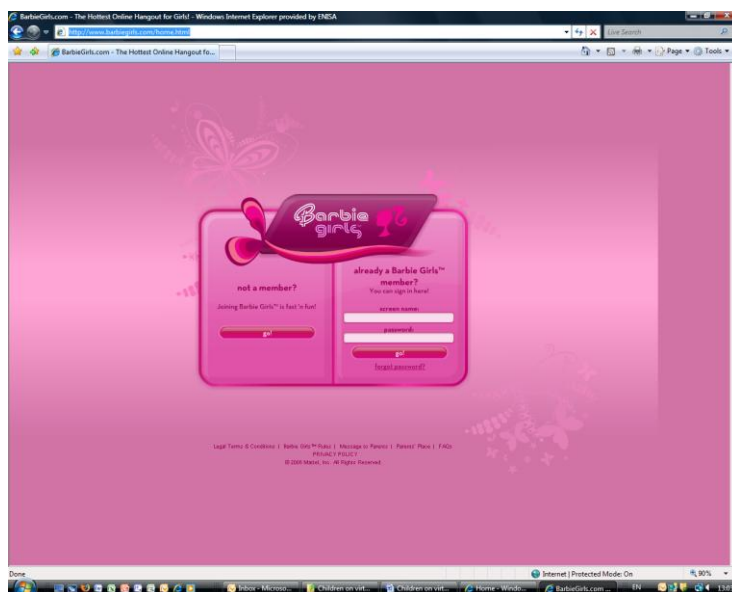 BarbieGirls.com - The Hottest Online Hangout for Girls! - Windows Internet Explorer provided by ENISA
http://www.barbiegirls.com/home.html
Live Search
BarbieGirls.com - The Hottest Online Hangout fo...
Page
Tools
Barbie
girls
not a member?
Joining Barbie Girls™ is fast 'n fun!
go!
already a Barbie Girls™
member?
You can sign in here!
screen name:
password:
go!
forgot password?
Legal Terms & Conditions | Barbie Girls™ Rules | Message to Parents | Parents' Place | FAQs
PRIVACY POLICY
Mattel, Inc. All Rights Reserved.
Done
Internet | Protected Mode: On
90%
Inbox - Microso...
Children on virt...
Children on virt...
Home - Windo...
BarbieGirls.com ...
EN